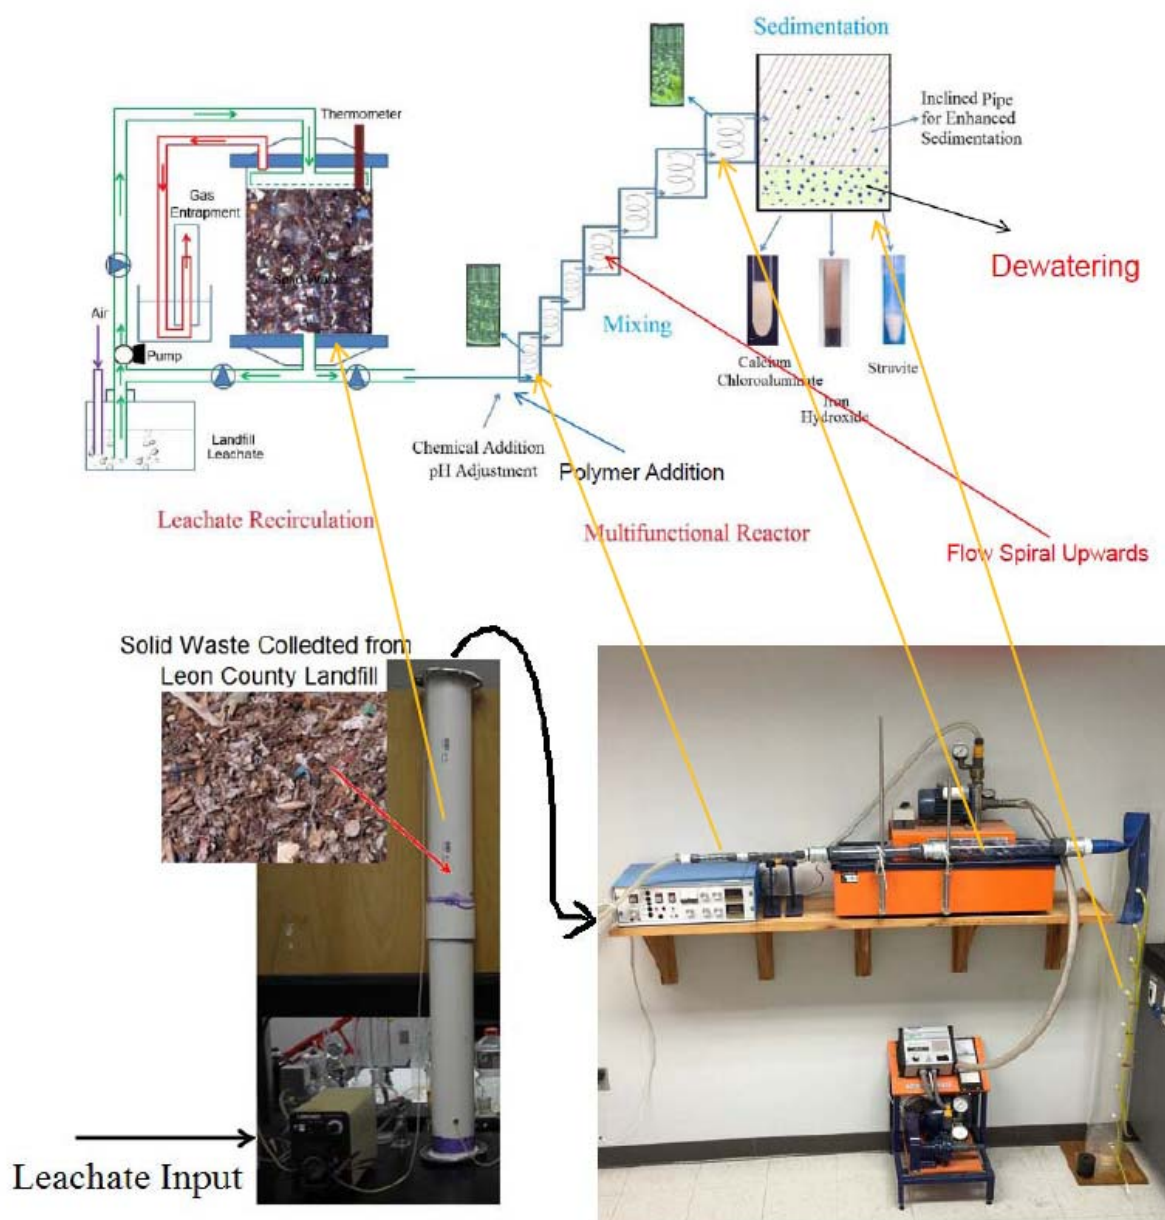 Sedimentation
Inclined Pipe
for Enhanced
Sedimentation
Thermometer
Gas
Entrapment
Solid Waste
Air
Pump
Landfill
Leachate
Mixing
Dewatering
Calcium
Chloroaluminate
Iron
Hydroxide
Struvite
Chemical Addition
pH Adjustment
Polymer Addition
Leachate Recirculation
Multifunctional Reactor
Flow Spiral Upwards
Solid Waste Colledted from
Leon County Landfill
Leachate Input